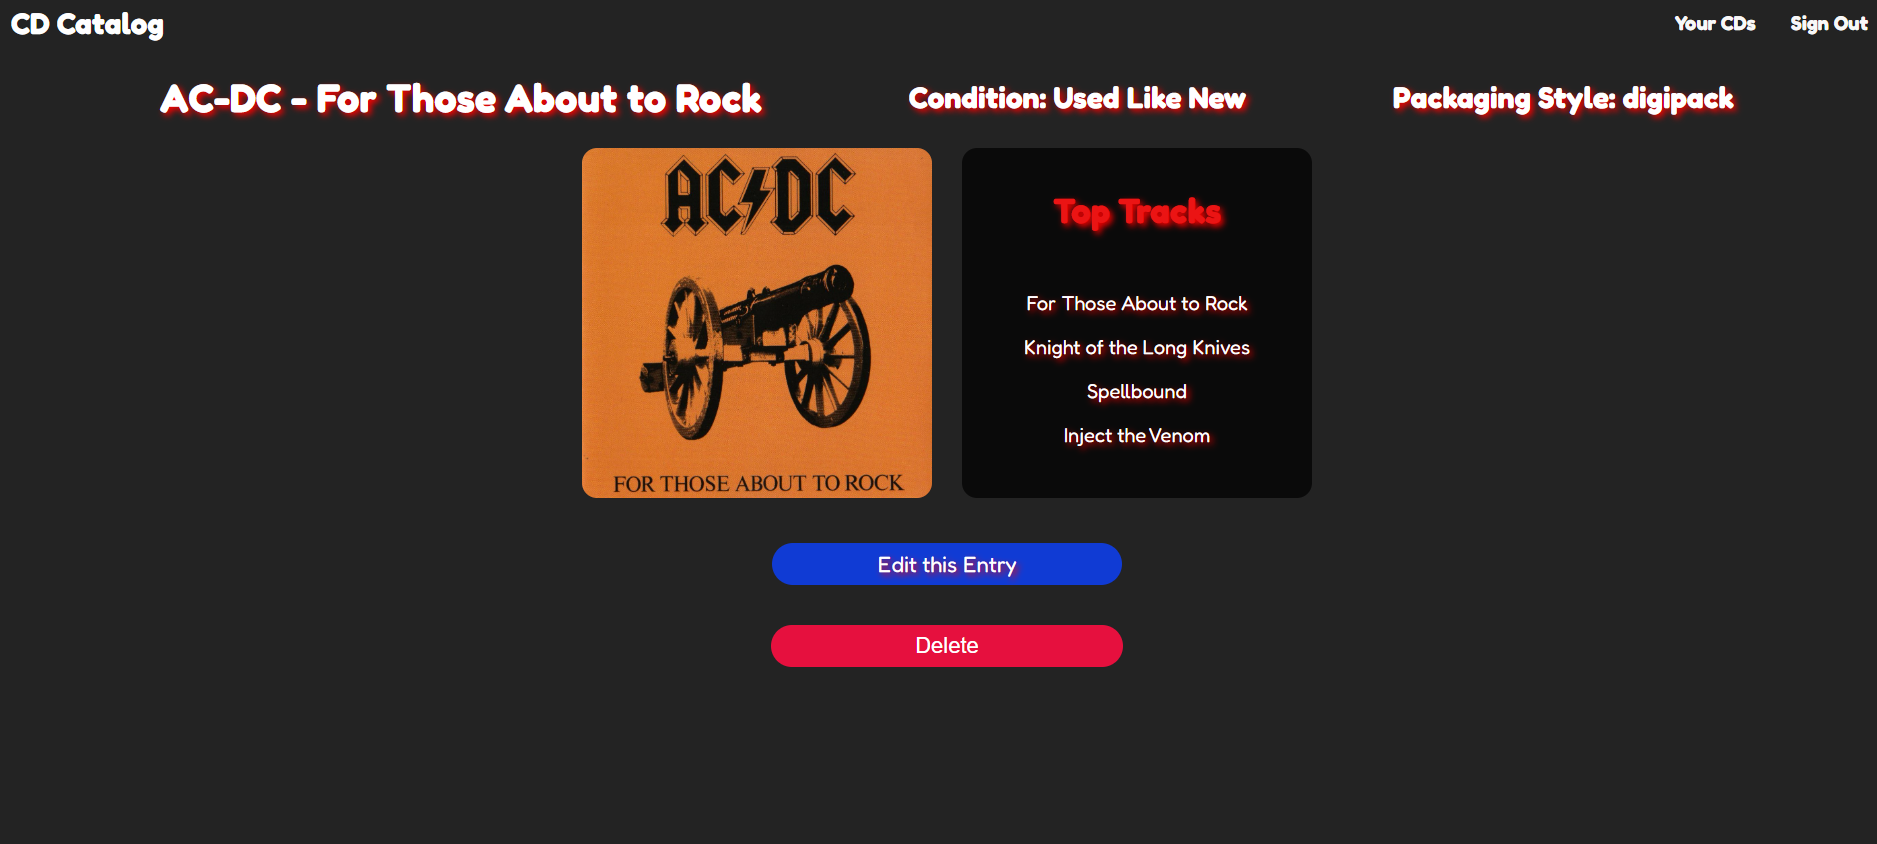 CD Catalog
Your CDs
Sign Out
AC-DC - For Those About to Rock
Condition: Used Like New
Packaging Style: digipack
AC DC
FOR THOSE ABOUT TO ROCK
Top Tracks
For Those About to Rock
Knight of the Long Knives
Spellbound
Inject the Venom
Edit this Entry
Delete